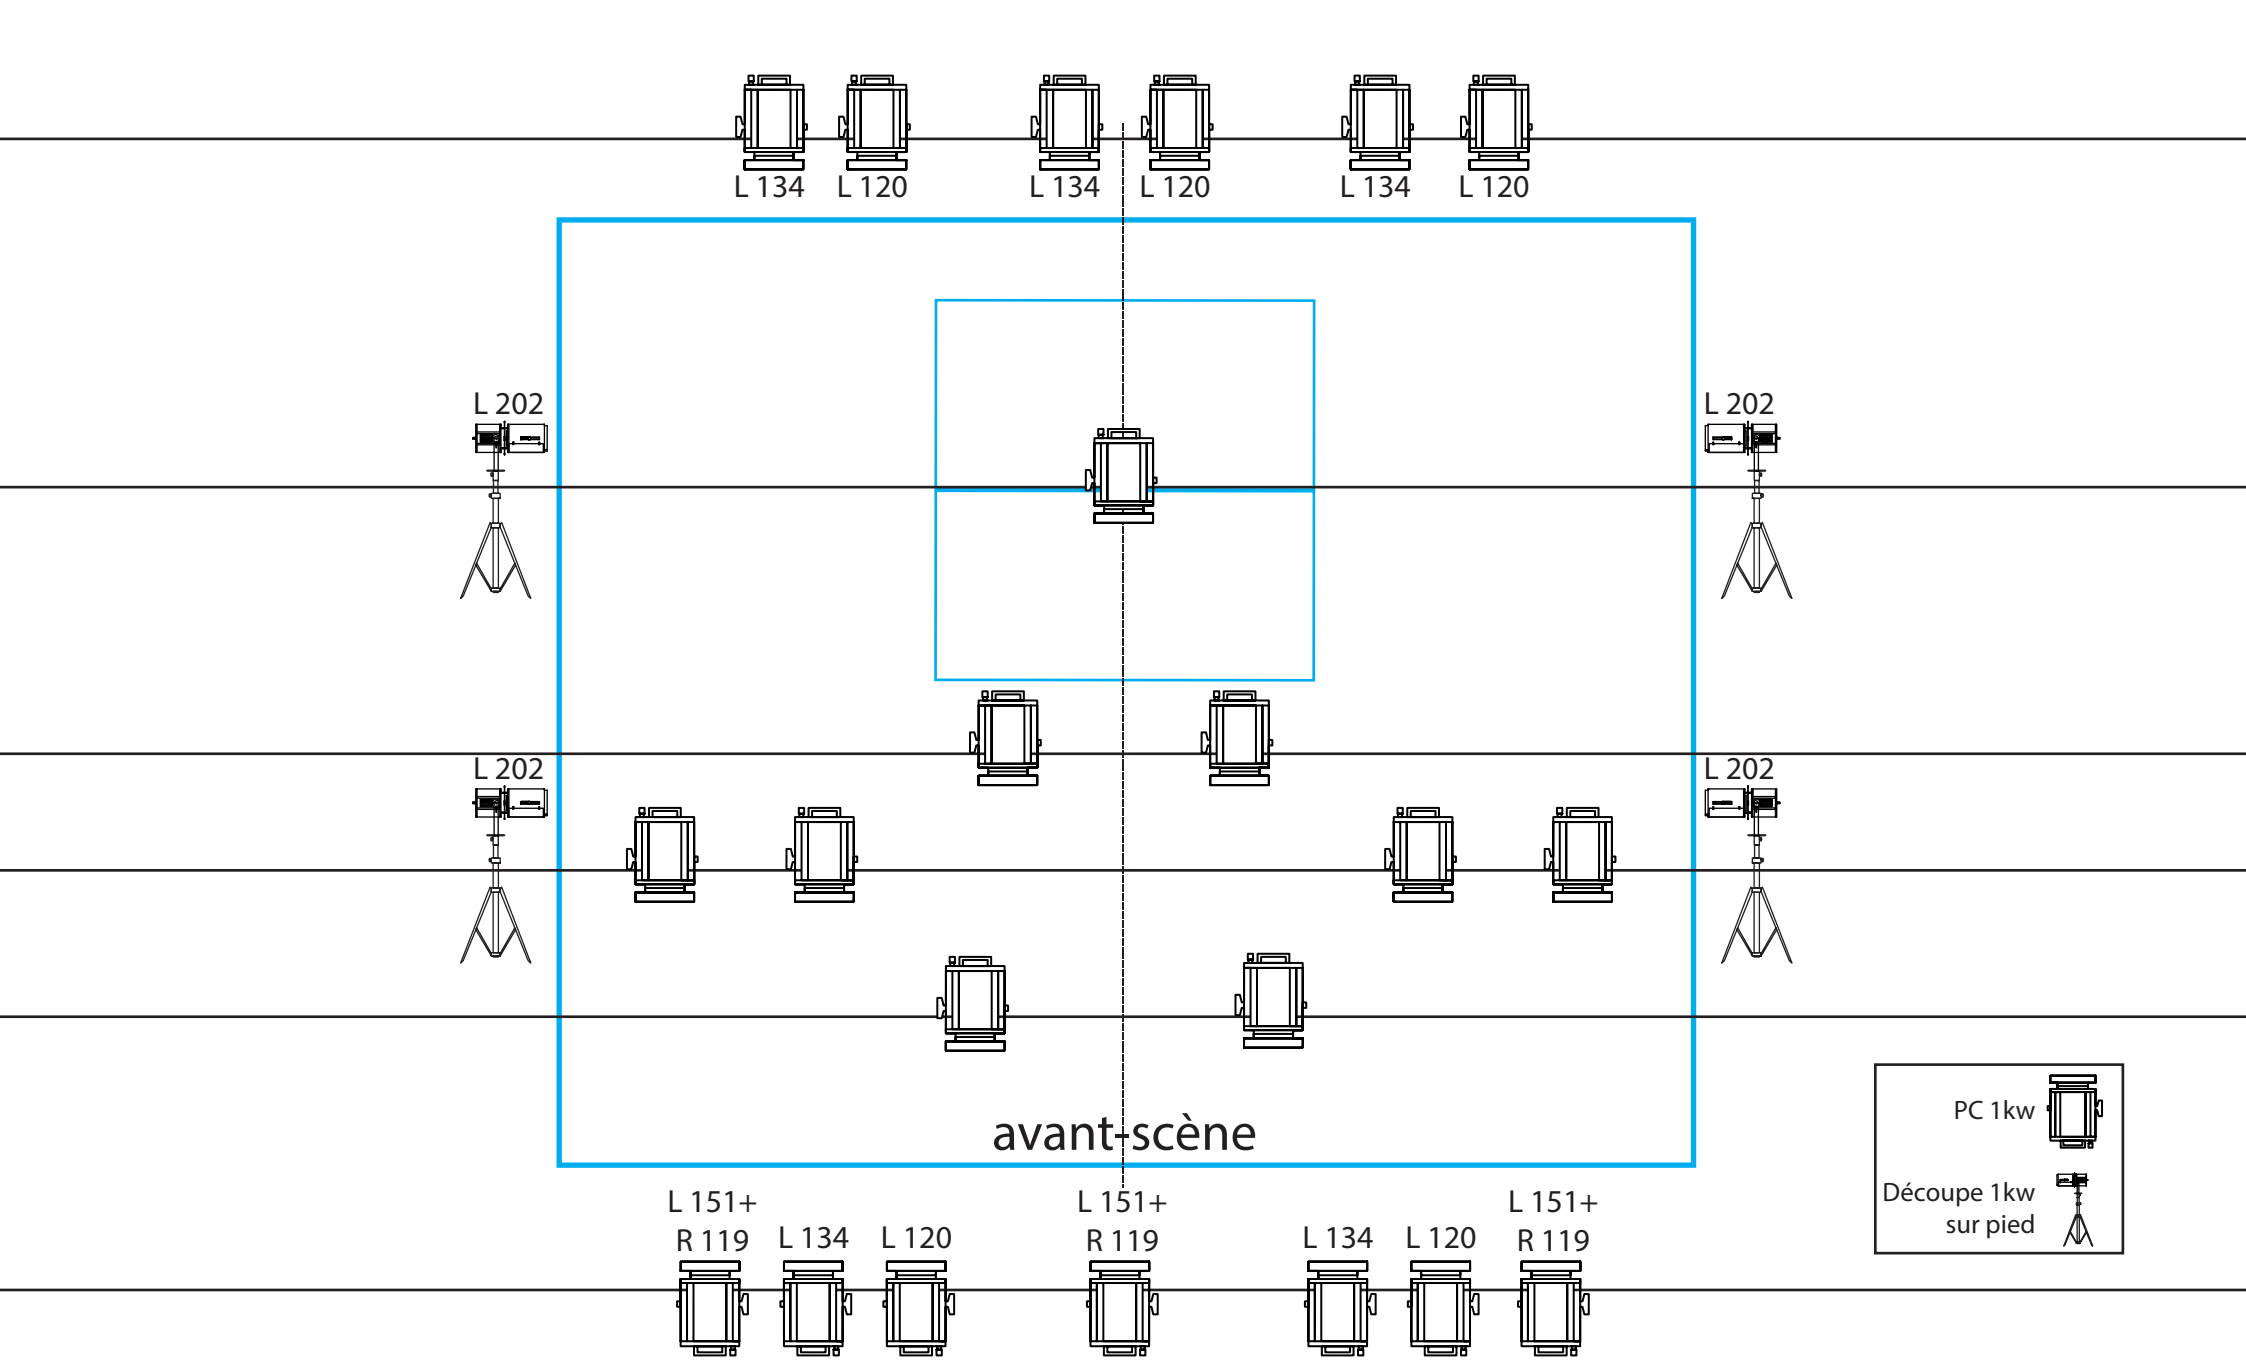 L 134 L 120 L 134 L 120 L 134 L 120
L 202 L 202
L 202 L 202
avant-scène
PC 1kw
Découpe 1kw
sur pied
L 151+ L 151+ L 151+
R 119 L 134 L 120 R 119 L 134 L 120 R 119